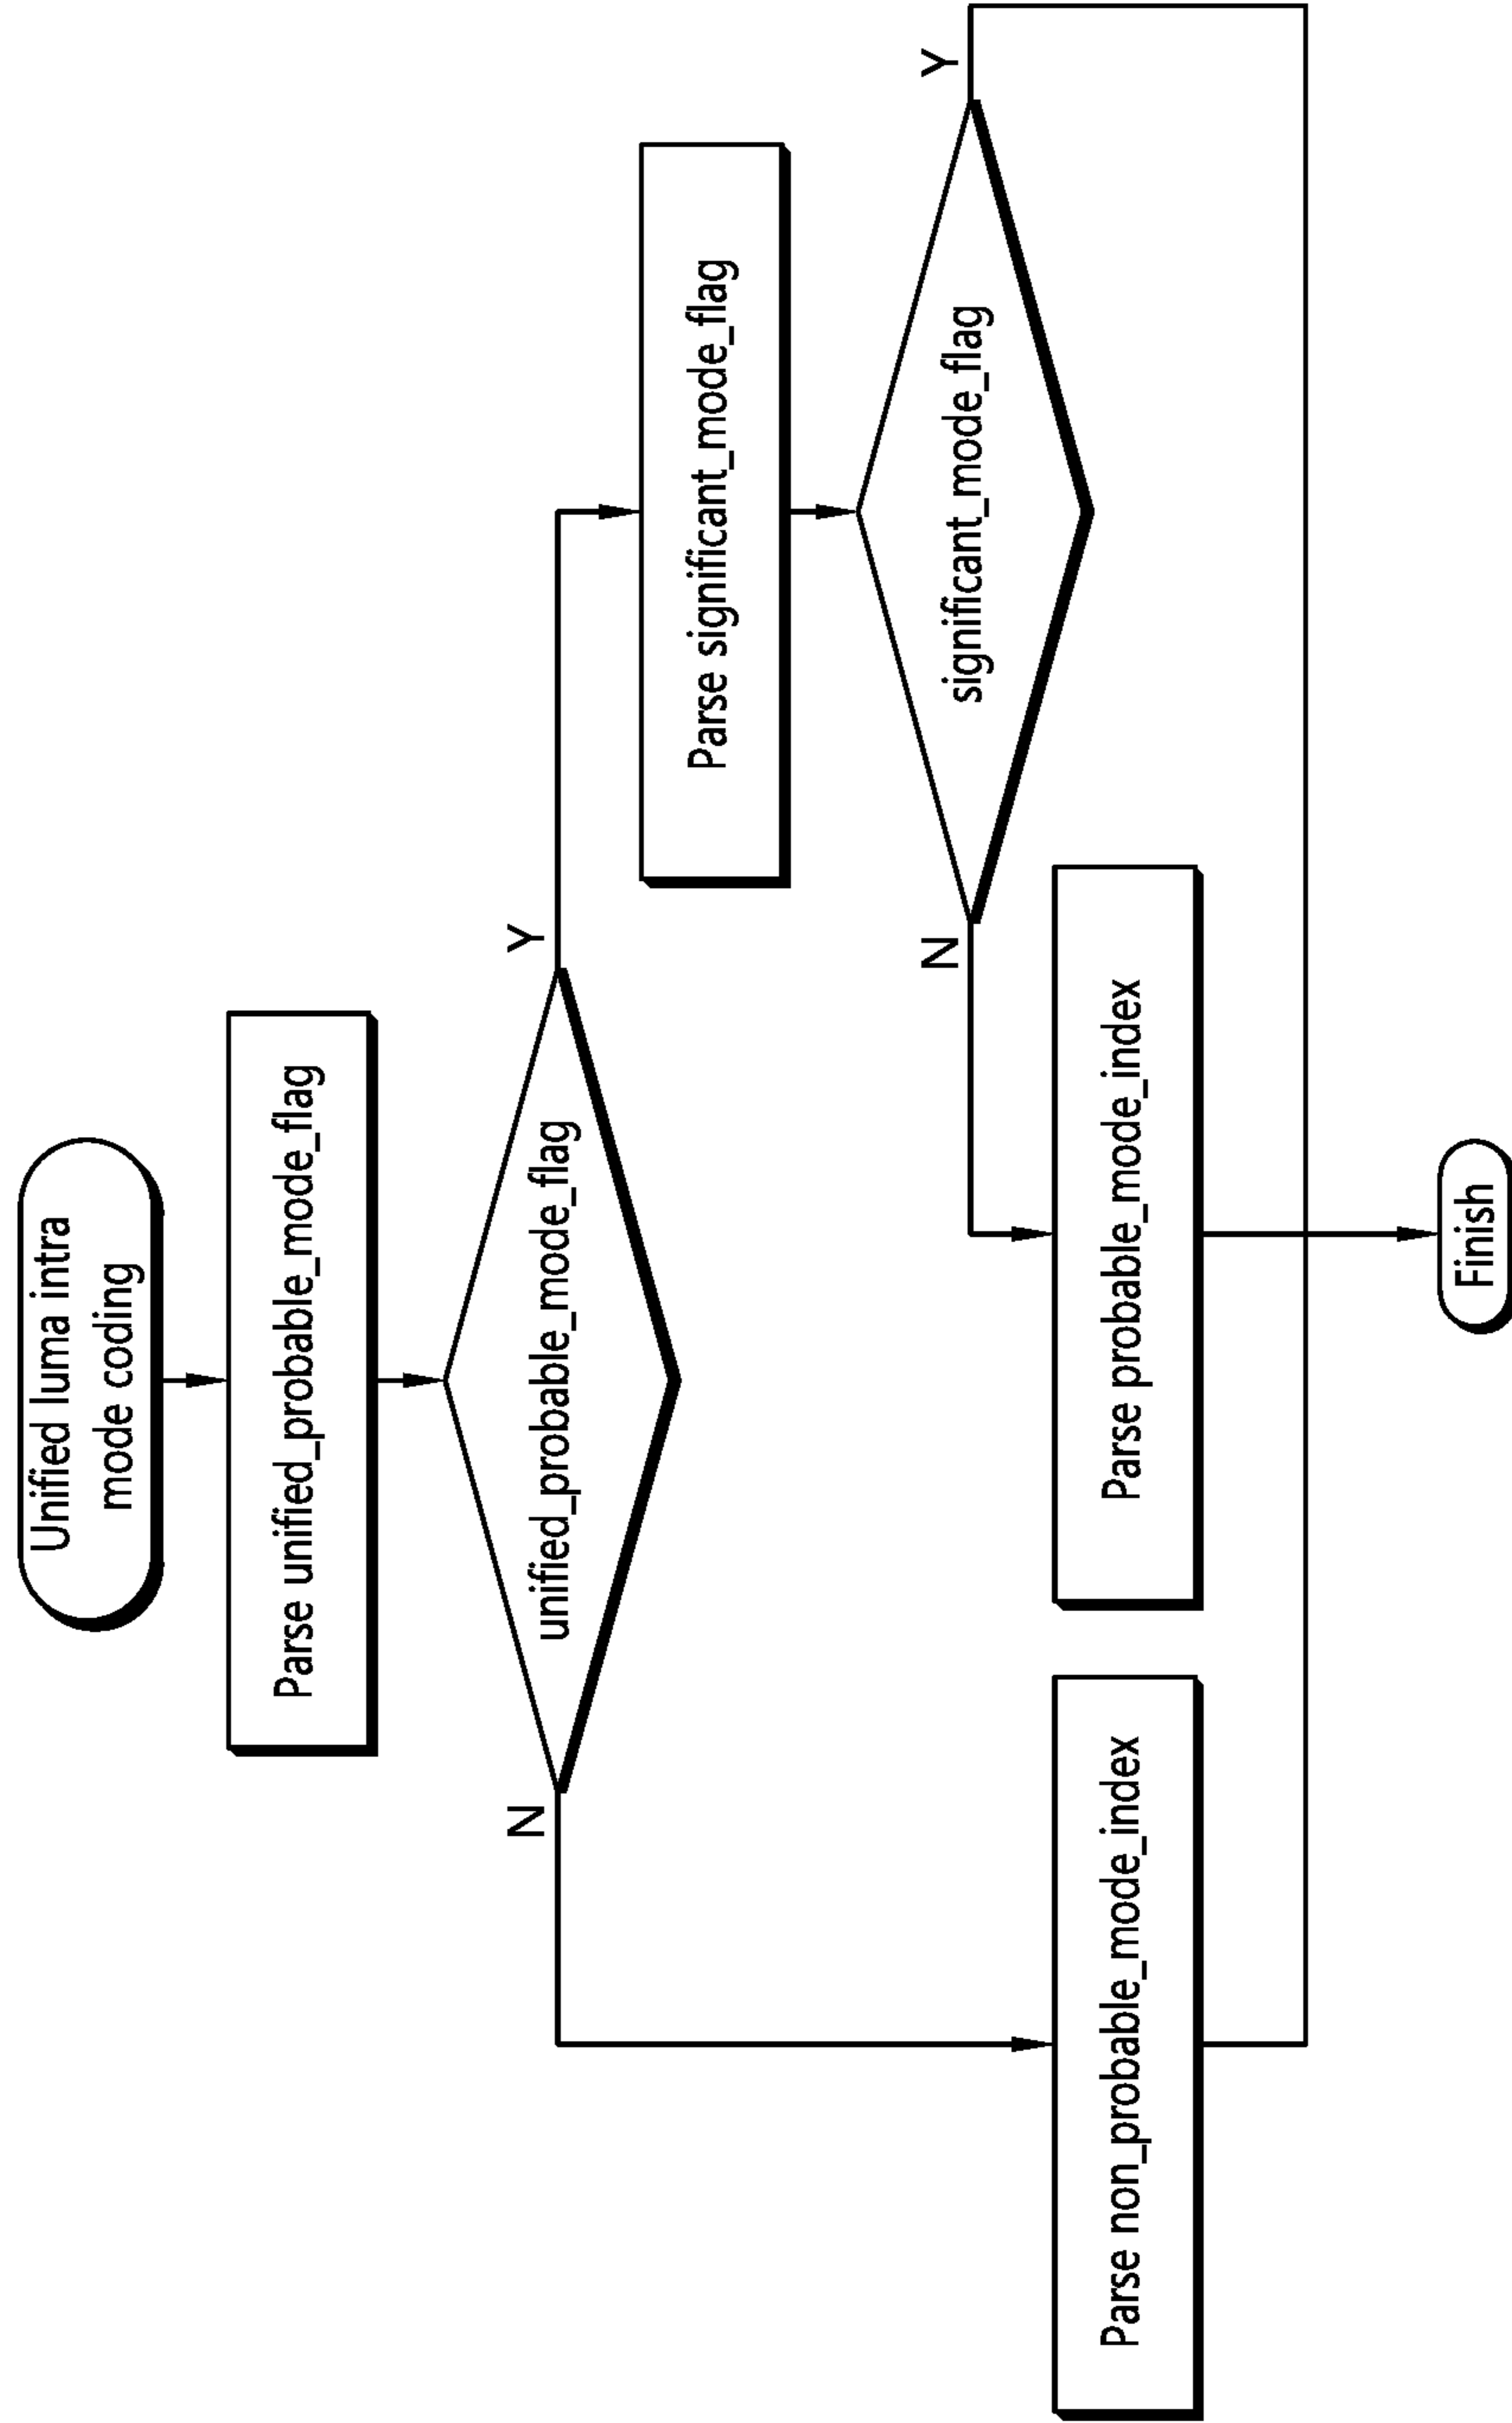 Unified luma intra
mode coding
Parse unified_probable_mode_flag
unified_probable_mode_flag
N
Y
Parse significant_mode_flag
significant_mode_flag
N
Y
Parse non_probable_mode_index
Parse probable_mode_index
Finish